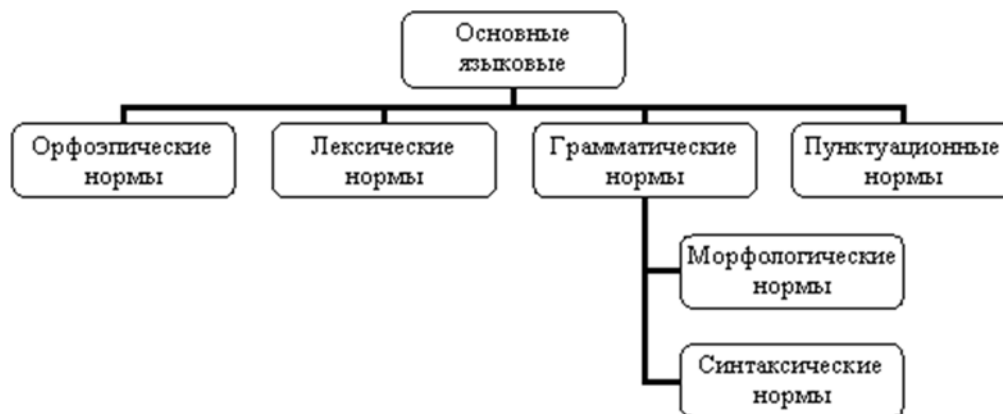 Основные
языковые
Орфоэпические
нормы
Лексические
нормы
Грамматические
нормы
Пунктуационные
нормы
Морфологические
нормы
Синтаксические
нормы